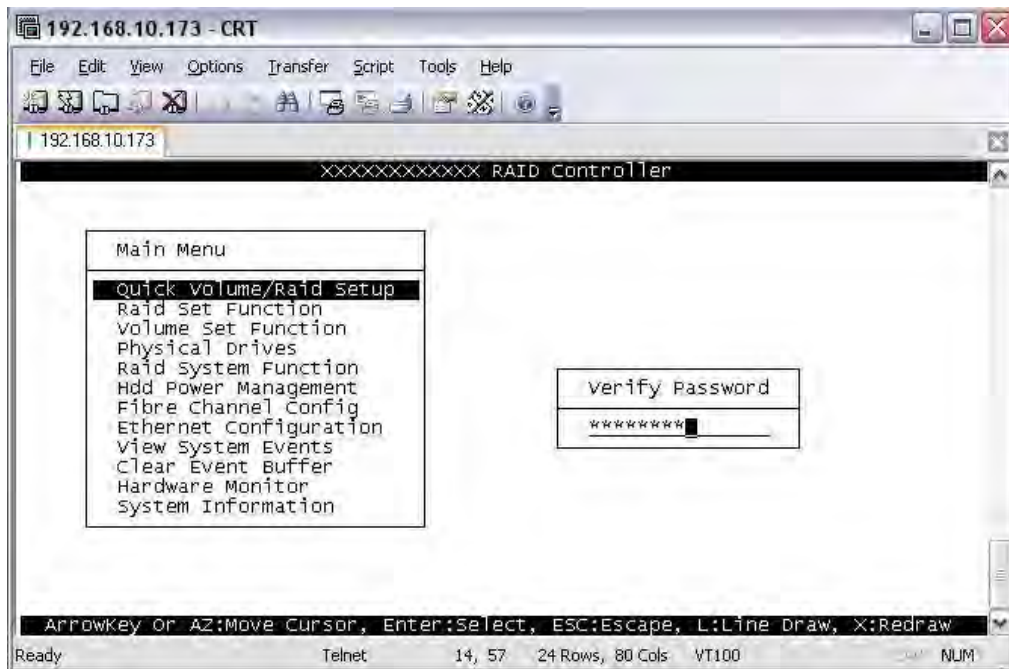 192.168.10.173 - CRT
File Edit View Options Transfer Script Tools Help
192.168.10.173
XXXXXXXXXXXX RAID Controller
Main Menu
Quick Volume/Raid Setup
Raid Set Function
Volume Set Function
Physical Drives
Raid System Function
Hdd Power Management
Fibre Channel Config
Ethernet Configuration
View System Events
Clear Event Buffer
Hardware Monitor
System Information
Verify Password
********
ArrowKey Or AZ:Move Cursor, Enter:Select, ESC:Escape, L:Line Draw, X:Redraw
Ready Telnet 14, 57 24 Rows, 80 Cols VT100 NUM